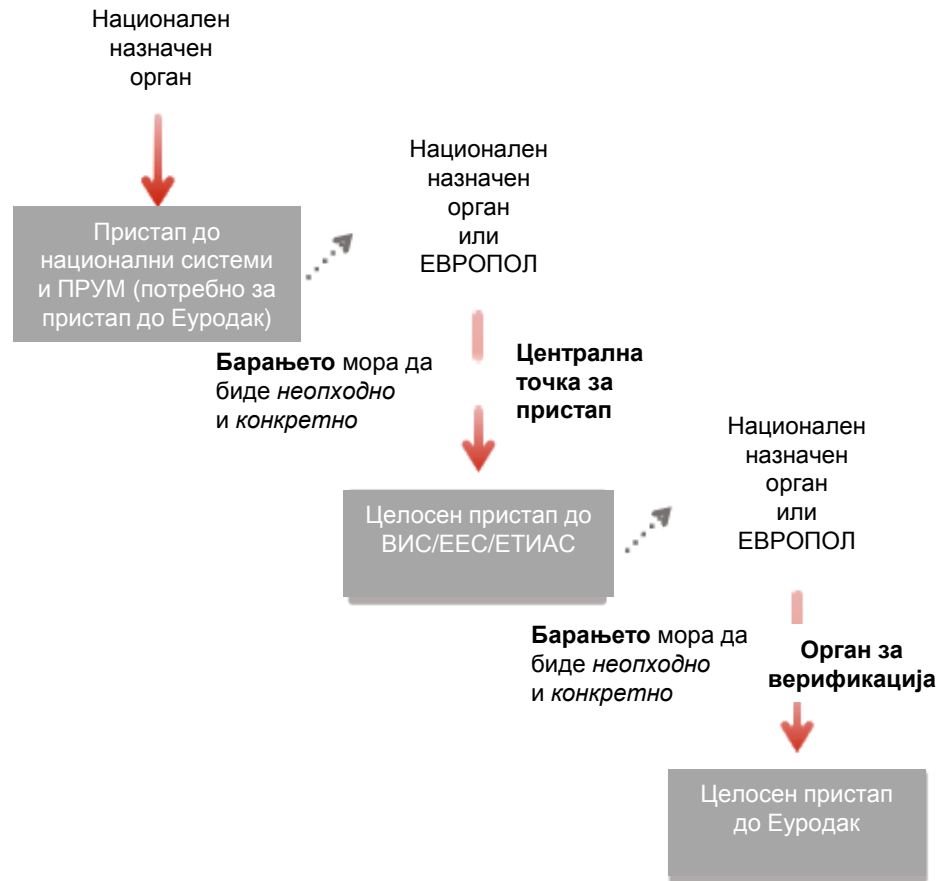 Национален
назначен
орган
Пристап до
национални системи
и ПРУМ (потребно за
пристап до Еуродак)
Национален
назначен
орган
или
ЕВРОПОЛ
Барањето мора да
биде неопходно
и конкретно
Централна
точка за
пристап
Целосен пристап до
ВИС/ЕЕС/ЕТИАС
Национален
назначен
орган
или
ЕВРОПОЛ
Барањето мора да
биде неопходно
и конкретно
Орган за
верификација
Целосен пристап
до Еуродак